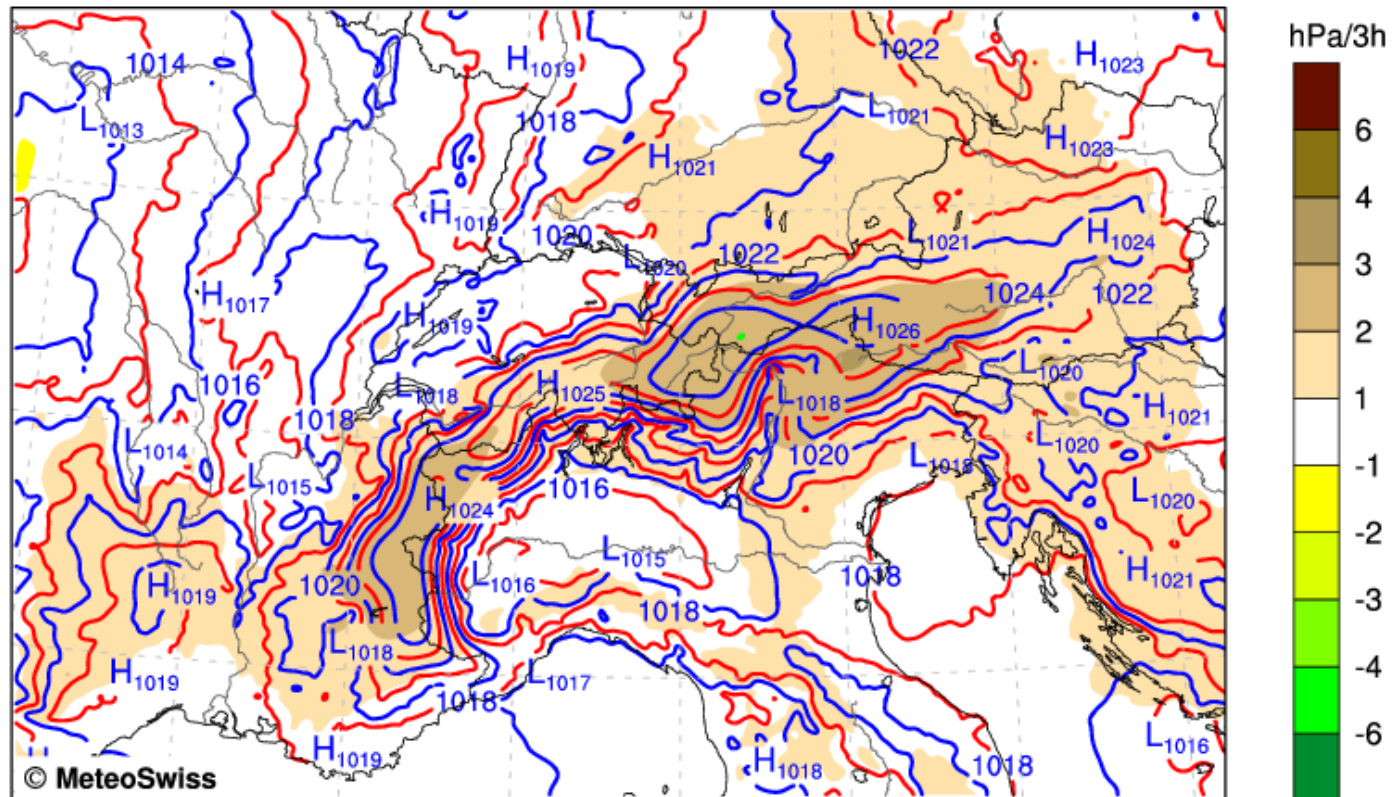 hPa/3h
1022
H1019
H1023
1014
6
L1021
L1013
1018
H1023
H1021
4
H1019
1020
L1021
H1024
3
1022
L1020
1024
1022
H1017
H1019
H1026
2
L1020
1016
H1025
L1018
L1018
1
H1021
1018
L1020
L1014
1020
L1018
-1
L1015
1016
L1020
H1024
-2
L1015
1018
H1021
L1016
1020
H1019
-3
1018
L1018
-4
H1019
L1017
1018
-6
L1016
H1019
H1018
1018
© MeteoSwiss